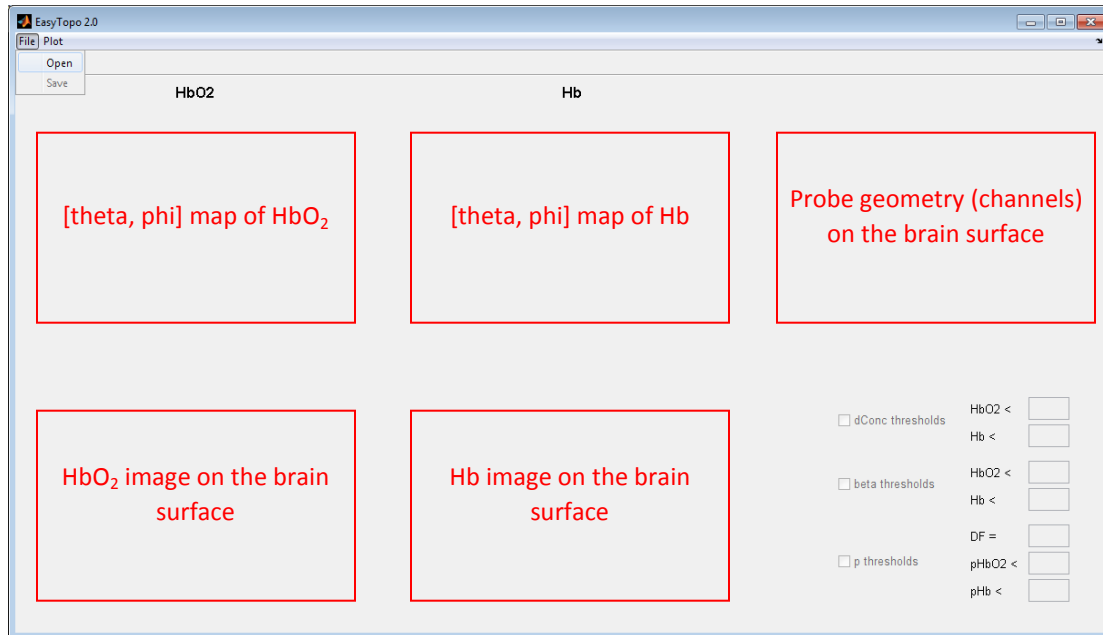 EasyTopo 2.0
File Plot
Open
Save
HbO2
Hb
[theta, phi] map of HbO₂
[theta, phi] map of Hb
Probe geometry (channels)
on the brain surface
HbO₂ image on the brain
surface
Hb image on the brain
surface
dConc thresholds
HbO2 <
Hb <
beta thresholds
HbO2 <
Hb <
p thresholds
DF =
pHbO2 <
pHb <